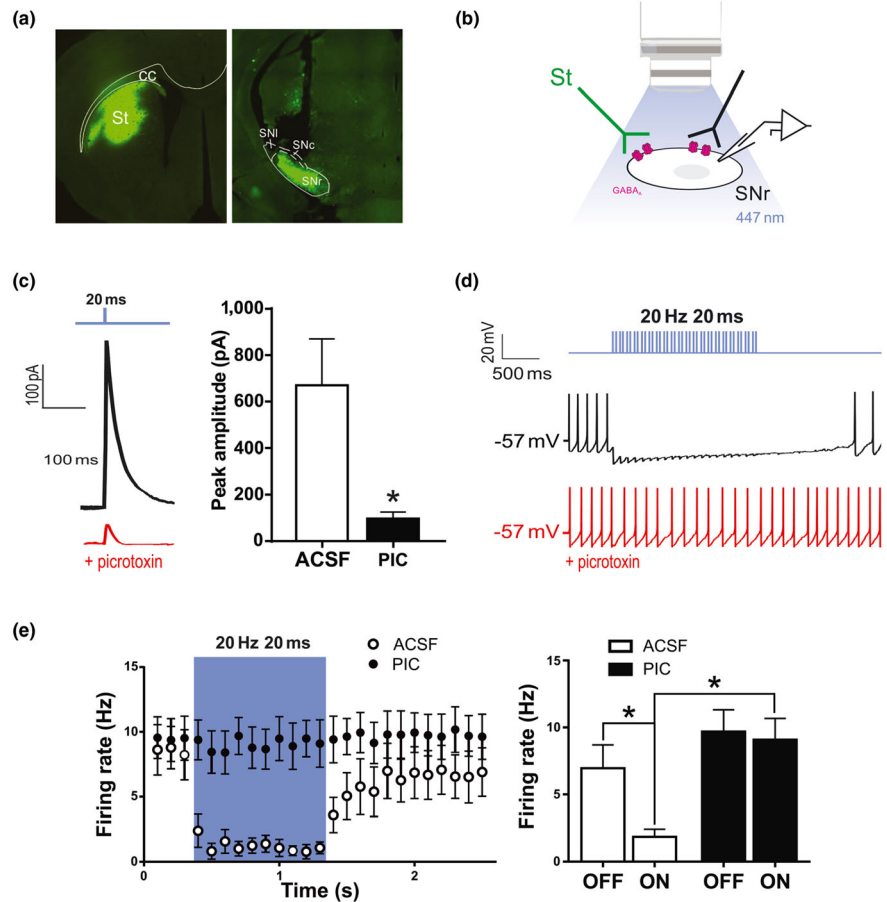 (a)
CC
St
SNl
SNc
SNr
(b)
St
GABAA
SNr
447 nm
(c)
20 ms
100 pA
100 ms
+ picrotoxin
Peak amplitude (pA)
1,000
800
600
400
200
0
*
ACSF
PIC
(d)
20 Hz 20 ms
20 mV
500 ms
-57 mV
-57 mV
+ picrotoxin
(e)
20 Hz 20 ms
ACSF
PIC
Firing rate (Hz)
15
10
5
0
0
1
2
Time (s)
ACSF
PIC
Firing rate (Hz)
15
10
5
0
*
*
OFF
ON
OFF
ON